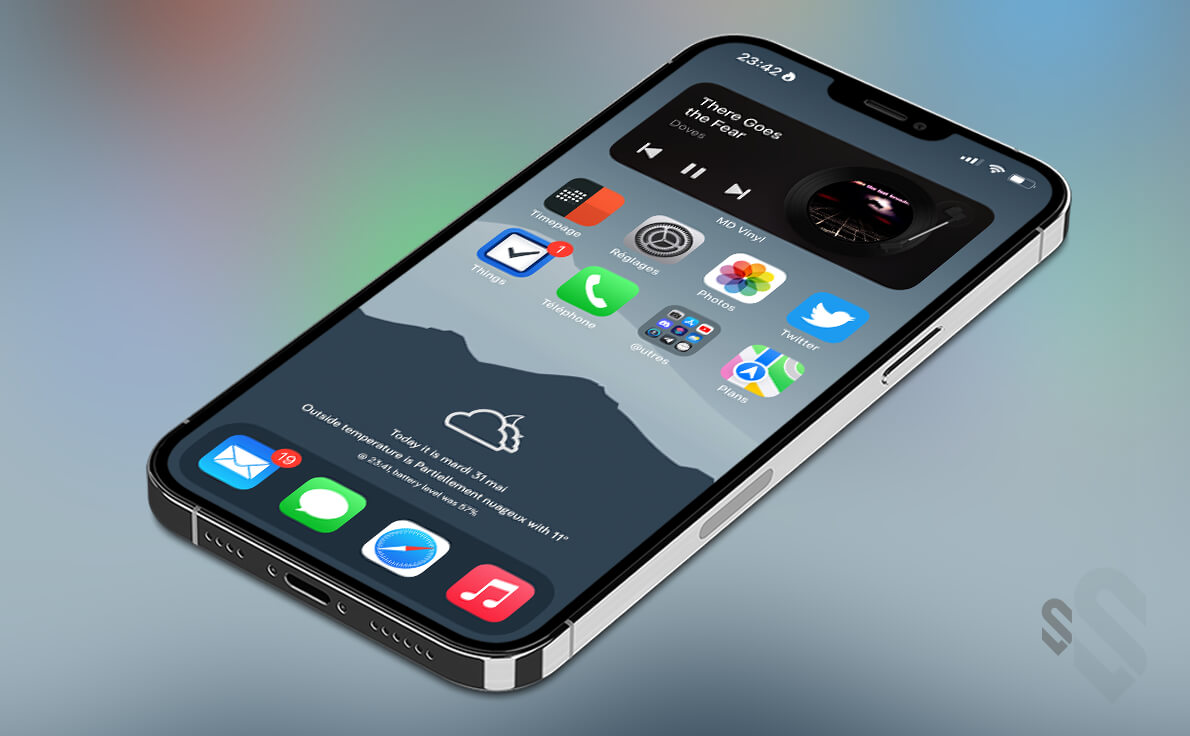 23:42
There Goes
the Fear
Doves
MD Vinyl
Timepage
Réglages
Photos
Twitter
1
Things
Téléphone
@utres
Plans
Today it is mardi 31 mai
Outside temperature is Partiellement nuageux with 11°
@ 23:41, battery level was 57%
19